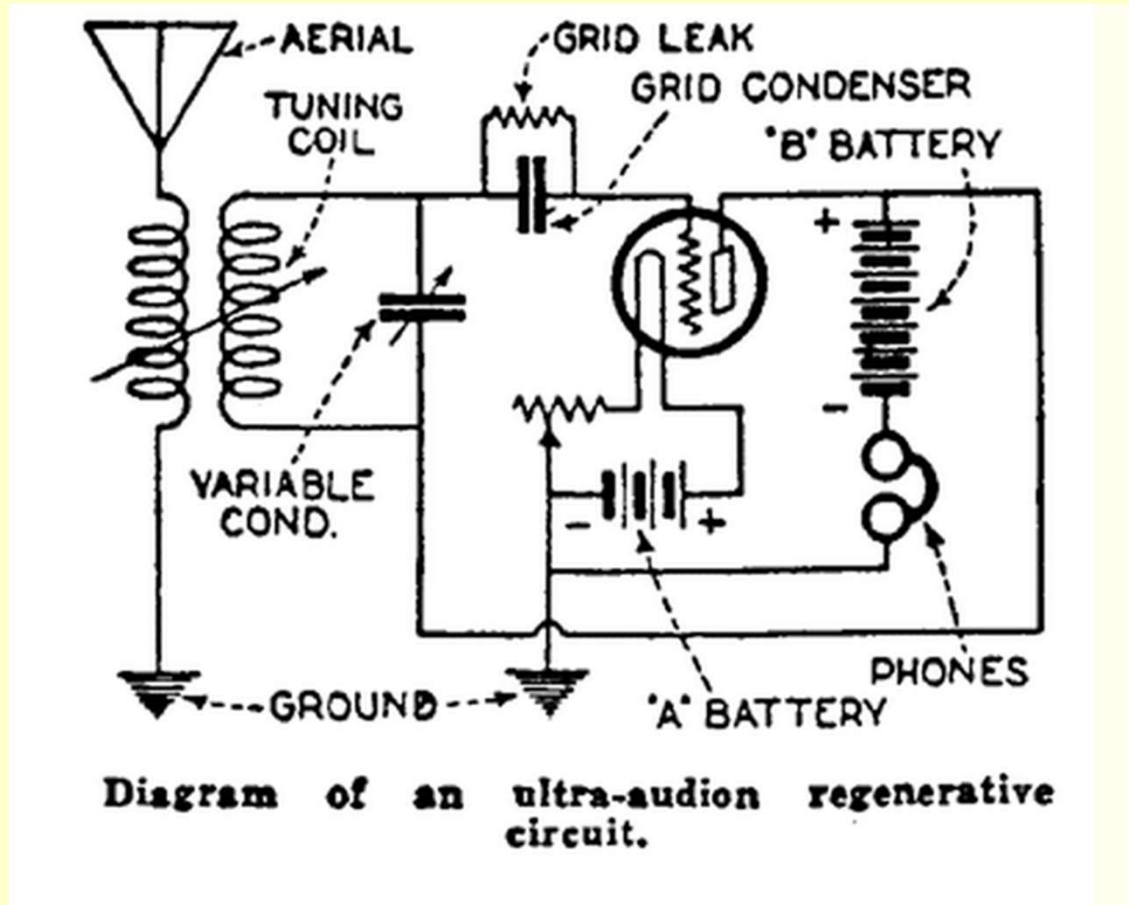 AERIAL
GRID LEAK
GRID CONDENSER
TUNING
COIL
"B" BATTERY
+
-
VARIABLE
COND.
- +
PHONES
GROUND
"A" BATTERY
Diagram of an ultra-audion regenerative
circuit.